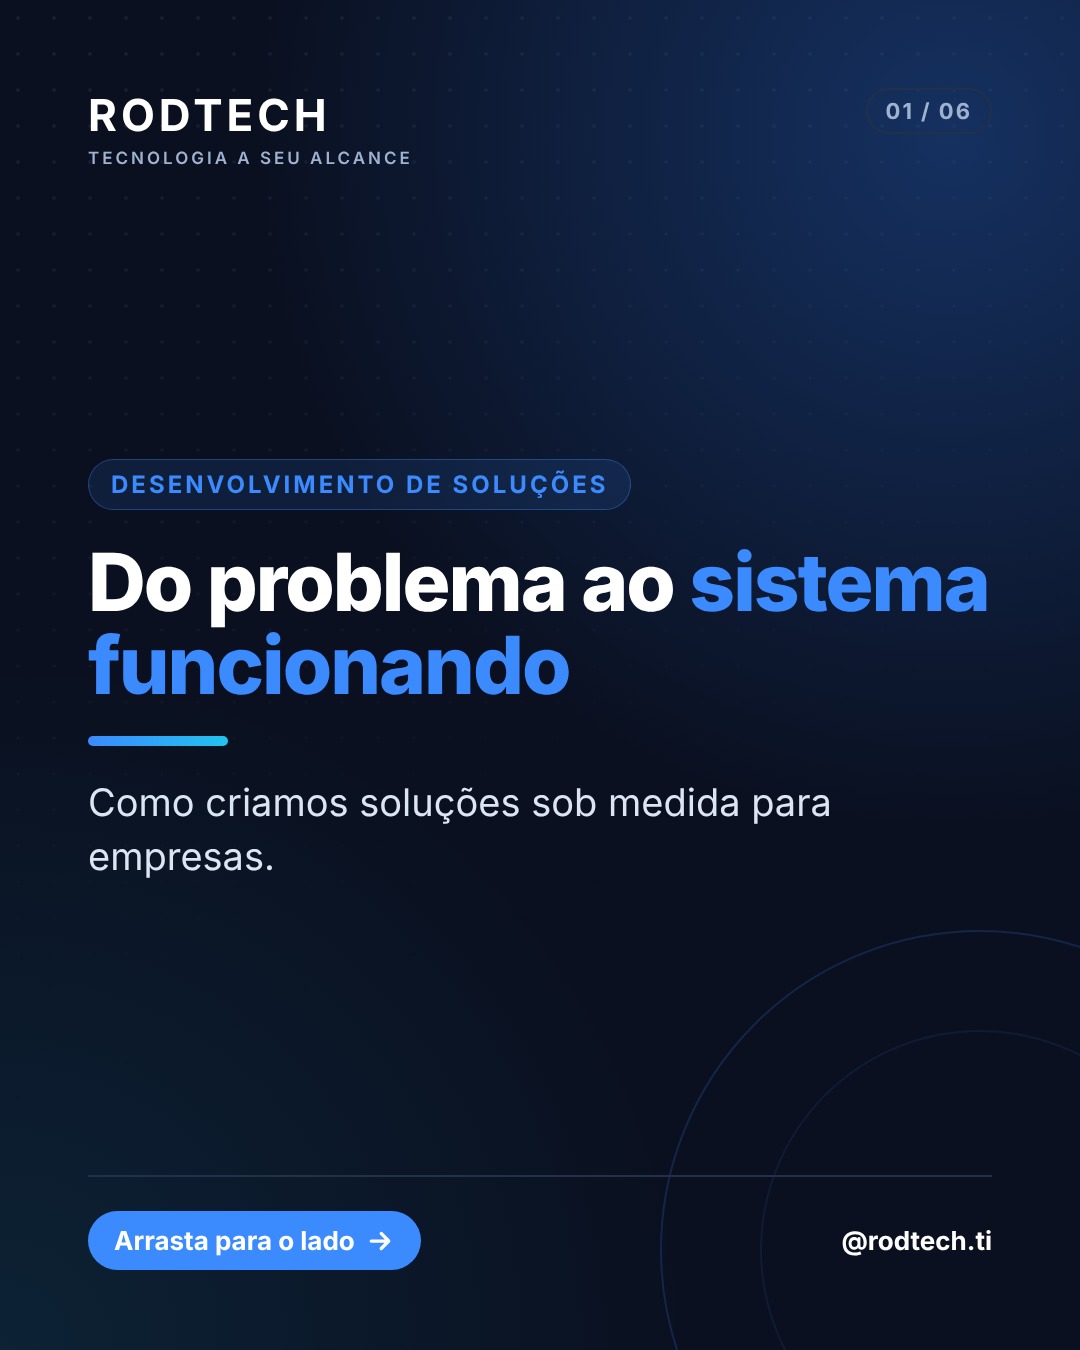 RODTECH
TECNOLOGIA A SEU ALCANCE
01 / 06
DESENVOLVIMENTO DE SOLUÇÕES
Do problema ao sistema
funcionando
Como criamos soluções sob medida para
empresas.
Arrasta para o lado →
@rodtech.ti